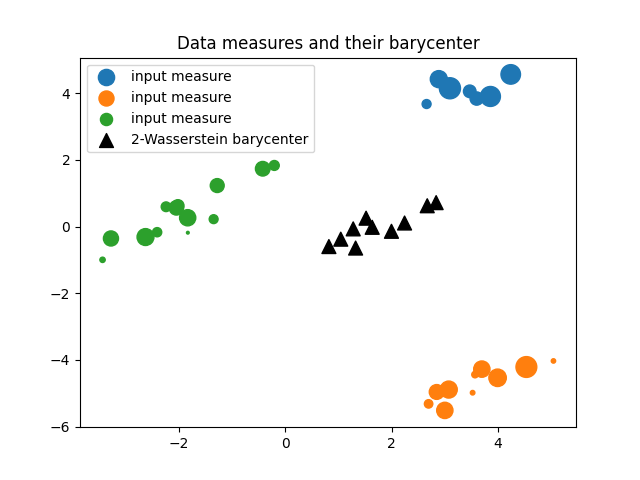 Data measures and their barycenter
input measure
input measure
input measure
2-Wasserstein barycenter
4
2
0
−2
−4
−6
−2 0 2 4